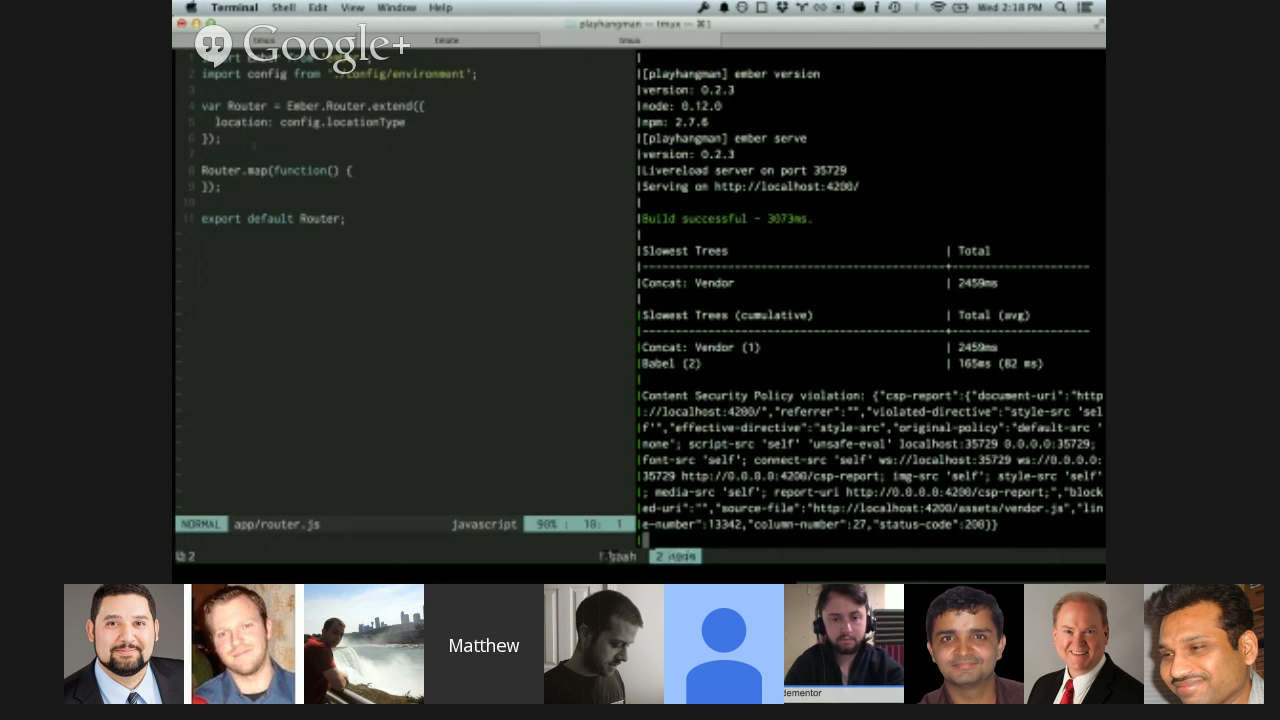 Terminal Shell Edit View Window Help
Wed 2:18 PM
playhangman — tmux — ⌘1
tmux
tmate
tmux
Google+
import config from './config/environment';
var Router = Ember.Router.extend({
location: config.locationType
});
Router.map(function() {
});
export default Router;
NORMAL app/router.js javascript 90% : 10: 1
[playhangman] ember version
version: 0.2.3
node: 0.12.0
npm: 2.7.6
[playhangman] ember serve
version: 0.2.3
Livereload server on port 35729
Serving on http://localhost:4200/
Build successful - 3073ms.
Slowest Trees | Total
Concat: Vendor | 2459ms
Slowest Trees (cumulative) | Total (avg)
Concat: Vendor (1) | 2459ms
Babel (2) | 165ms (82 ms)
Content Security Policy violation: {"csp-report":{"document-uri":"http
://localhost:4200/","referrer":"","violated-directive":"style-src 'sel
f'","effective-directive":"style-src","original-policy":"default-src '
none'; script-src 'self' 'unsafe-eval' localhost:35729 0.0.0.0:35729;
font-src 'self'; connect-src 'self' ws://localhost:35729 ws://0.0.0.0:
35729 http://0.0.0.0:4200/csp-report; img-src 'self'; style-src 'self'
; media-src 'self'; report-uri http://0.0.0.0:4200/csp-report;","block
ed-uri":"","source-file":"http://localhost:4200/assets/vendor.js","lin
e-number":13342,"column-number":27,"status-code":200}}
bash 2 node
Matthew
dementor